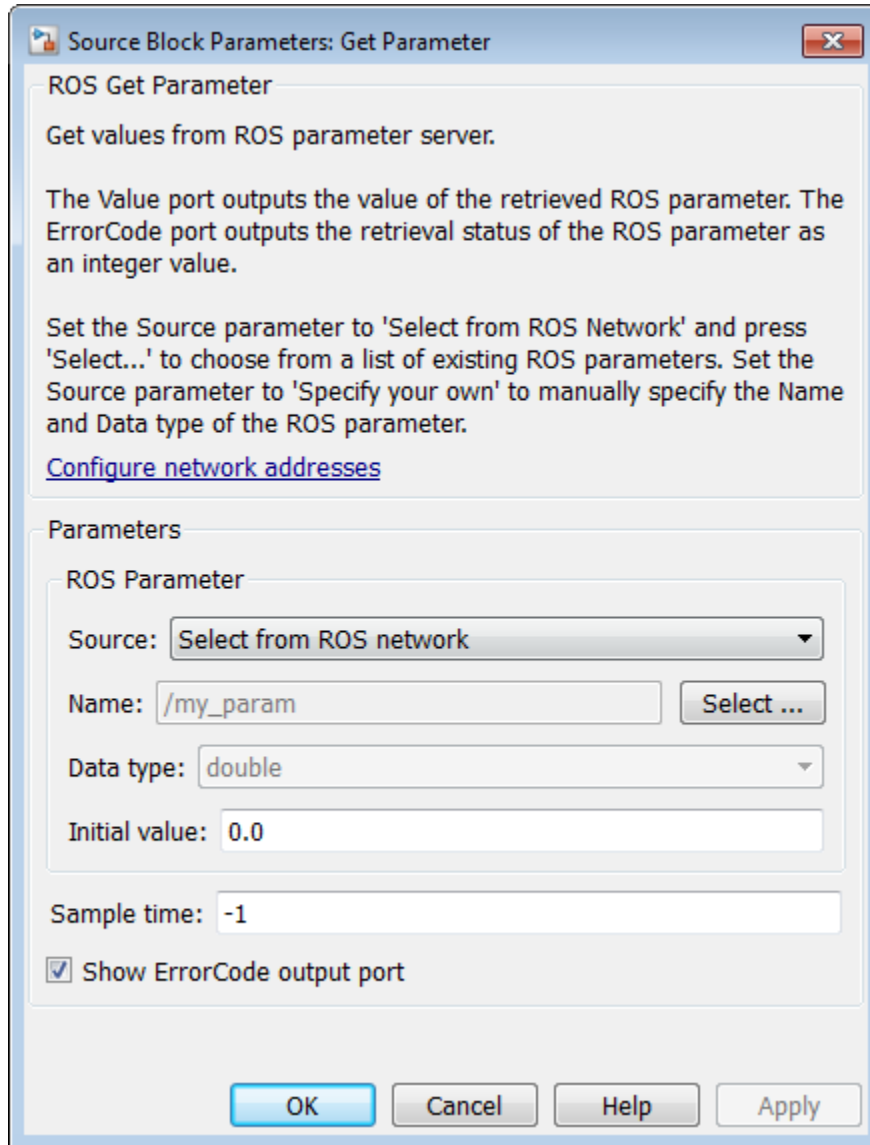 Source Block Parameters: Get Parameter
ROS Get Parameter
Get values from ROS parameter server.
The Value port outputs the value of the retrieved ROS parameter. The
ErrorCode port outputs the retrieval status of the ROS parameter as
an integer value.
Set the Source parameter to 'Select from ROS Network' and press
'Select...' to choose from a list of existing ROS parameters. Set the
Source parameter to 'Specify your own' to manually specify the Name
and Data type of the ROS parameter.
Configure network addresses
Parameters
ROS Parameter
Source: Select from ROS network
Name: /my_param Select ...
Data type: double
Initial value: 0.0
Sample time: -1
Show ErrorCode output port
OK Cancel Help Apply